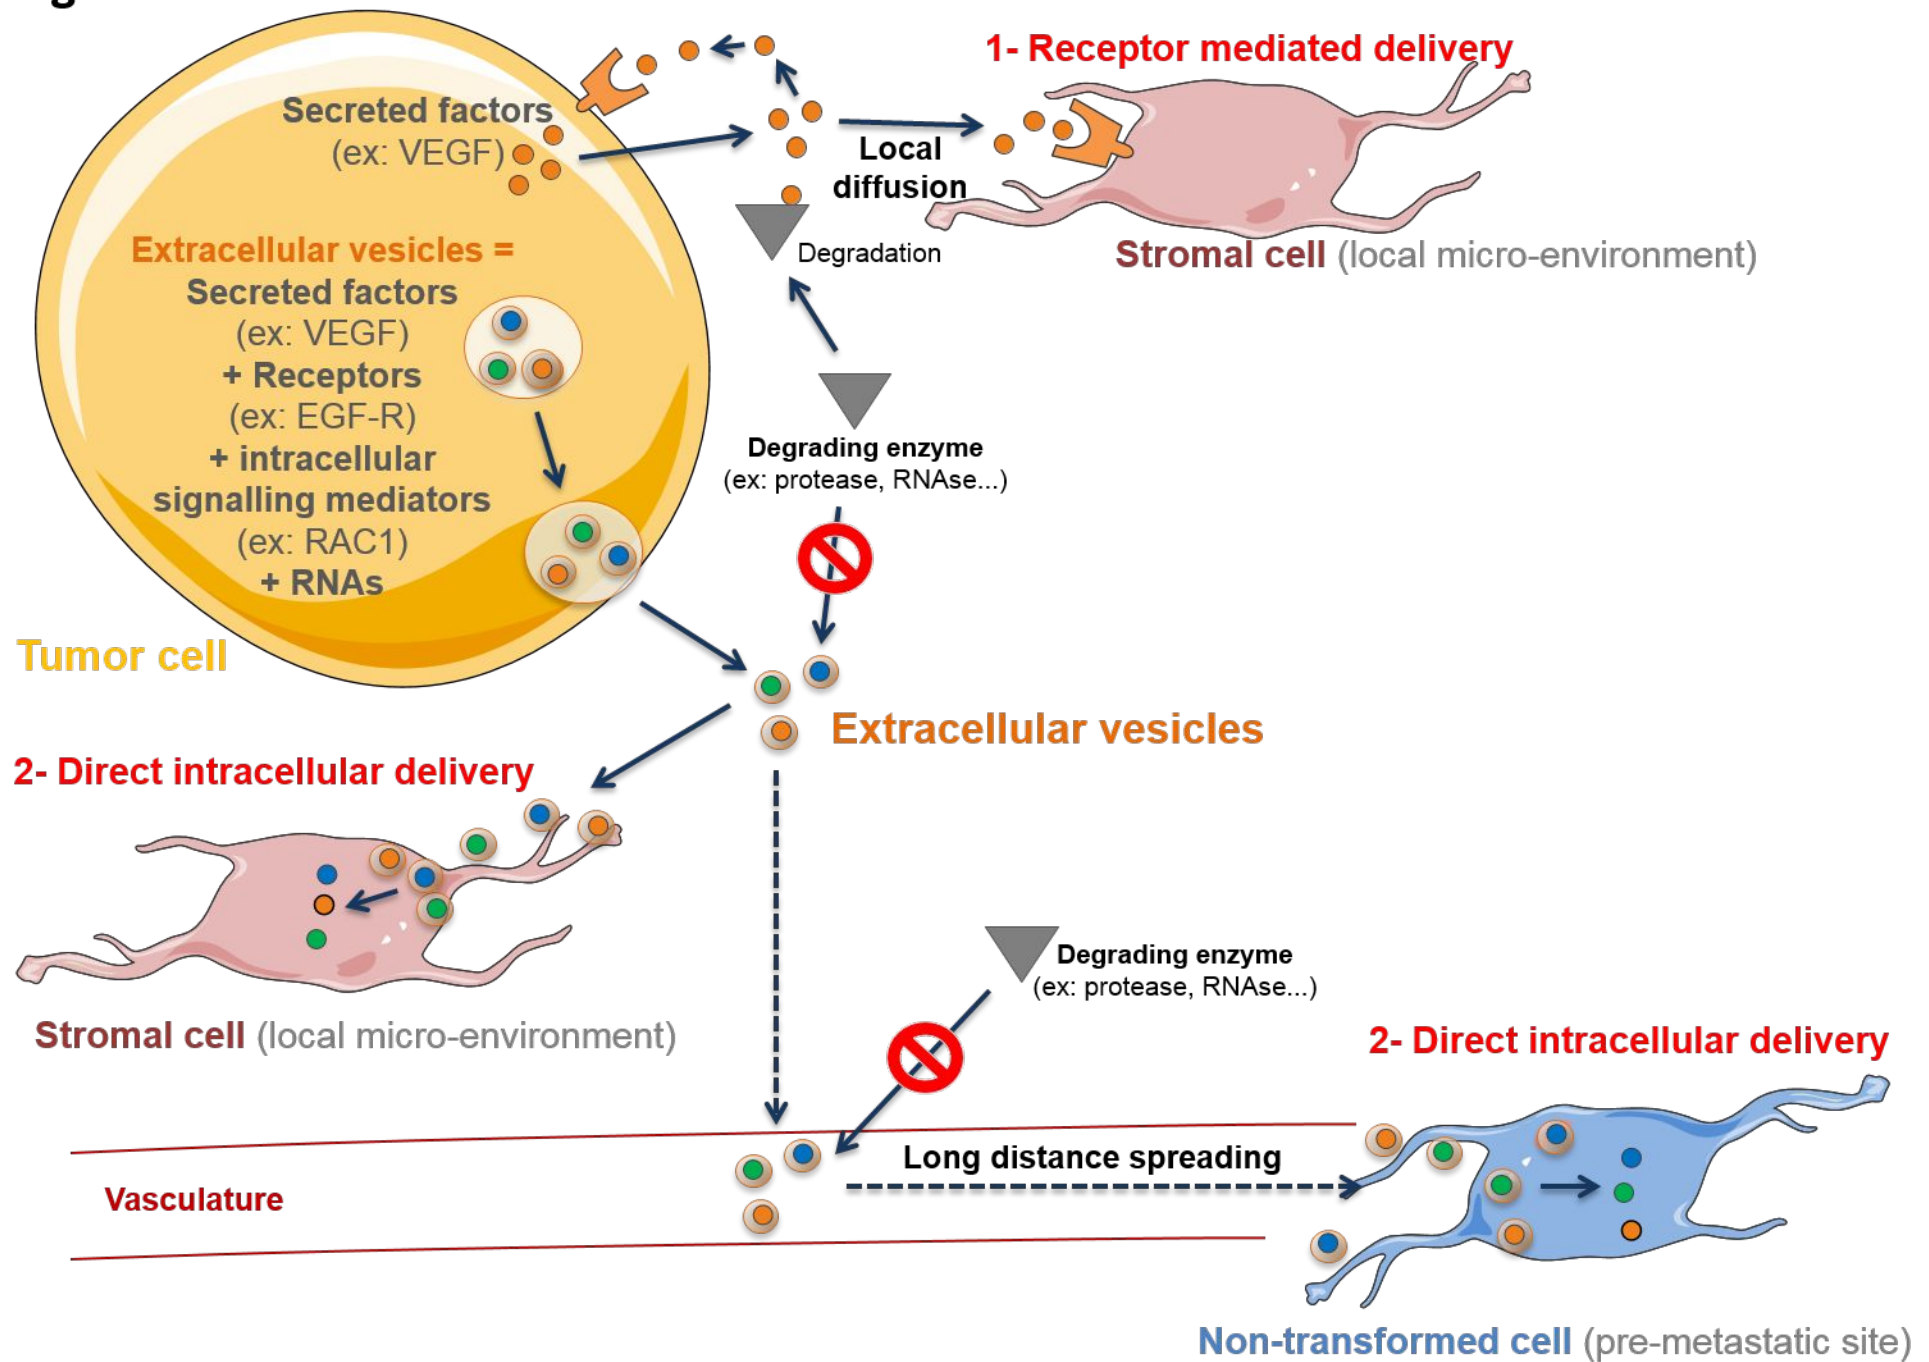 1- Receptor mediated delivery
Secreted factors
(ex: VEGF)
Local
diffusion
Degradation
Stromal cell (local micro-environment)
Extracellular vesicles =
Secreted factors
(ex: VEGF)
+ Receptors
(ex: EGF-R)
+ intracellular
signalling mediators
(ex: RAC1)
+ RNAs
Tumor cell
Degrading enzyme
(ex: protease, RNAse...)
Extracellular vesicles
2- Direct intracellular delivery
Stromal cell (local micro-environment)
Degrading enzyme
(ex: protease, RNAse...)
2- Direct intracellular delivery
Long distance spreading
Vasculature
Non-transformed cell (pre-metastatic site)